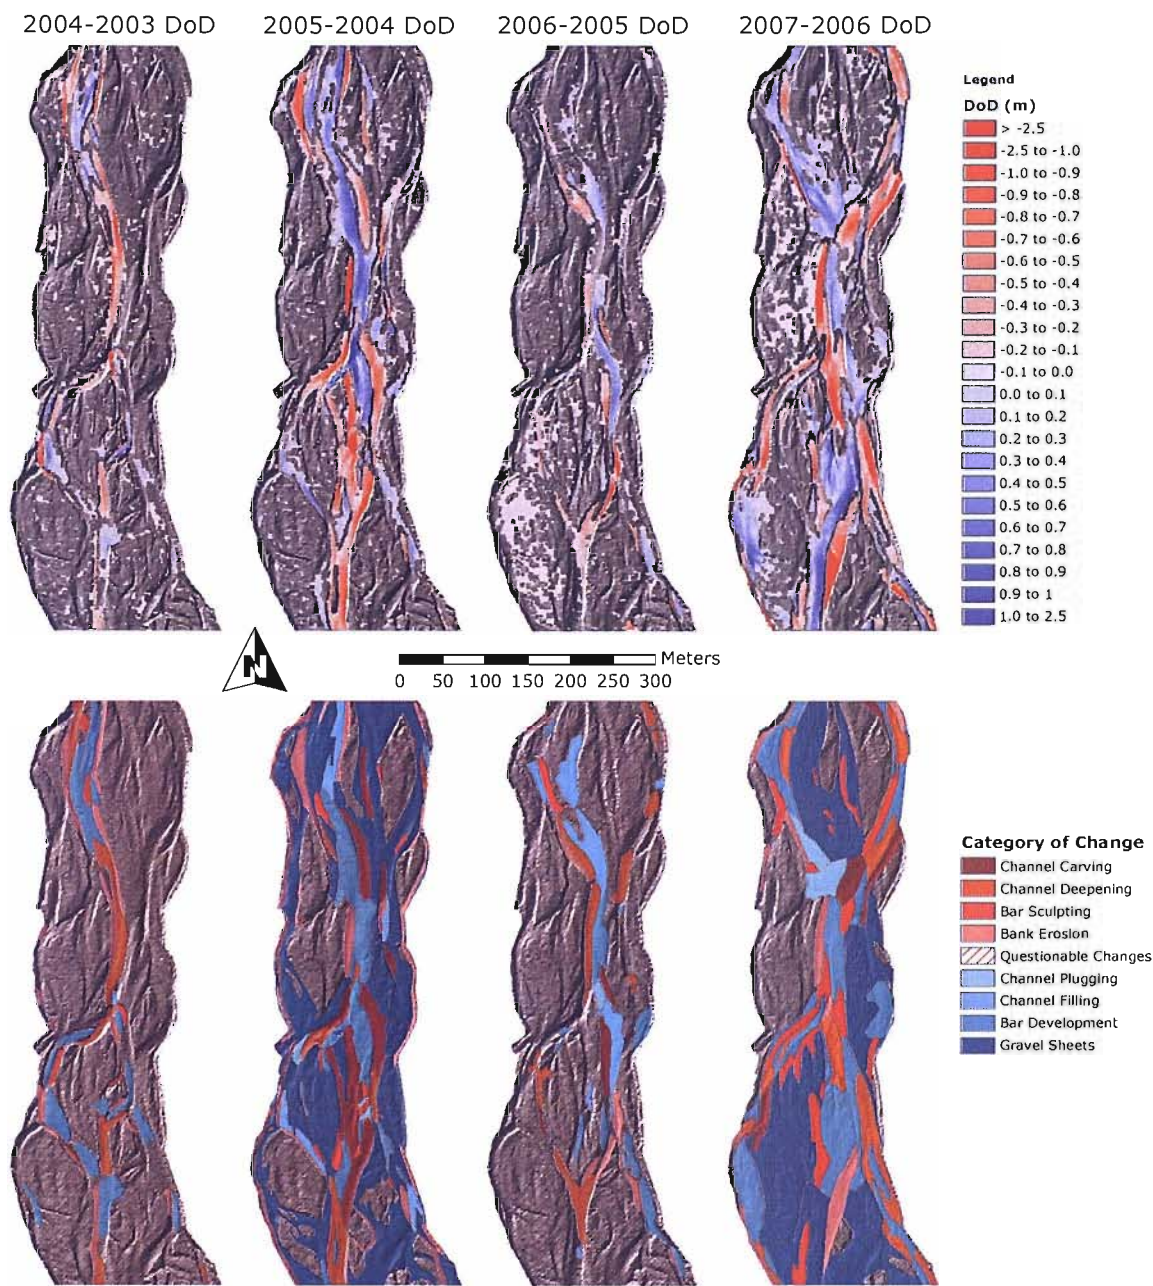 2004-2003 DoD 2005-2004 DoD 2006-2005 DoD 2007-2006 DoD
Legend
DoD (m)
> -2.5
-2.5 to -1.0
-1.0 to -0.9
-0.9 to -0.8
-0.8 to -0.7
-0.7 to -0.6
-0.6 to -0.5
-0.5 to -0.4
-0.4 to -0.3
-0.3 to -0.2
-0.2 to -0.1
-0.1 to 0.0
0.0 to 0.1
0.1 to 0.2
0.2 to 0.3
0.3 to 0.4
0.4 to 0.5
0.5 to 0.6
0.6 to 0.7
0.7 to 0.8
0.8 to 0.9
0.9 to 1
1.0 to 2.5
N
Meters
0 50 100 150 200 250 300
Category of Change
Channel Carving
Channel Deepening
Bar Sculpting
Bank Erosion
Questionable Changes
Channel Plugging
Channel Filling
Bar Development
Gravel Sheets